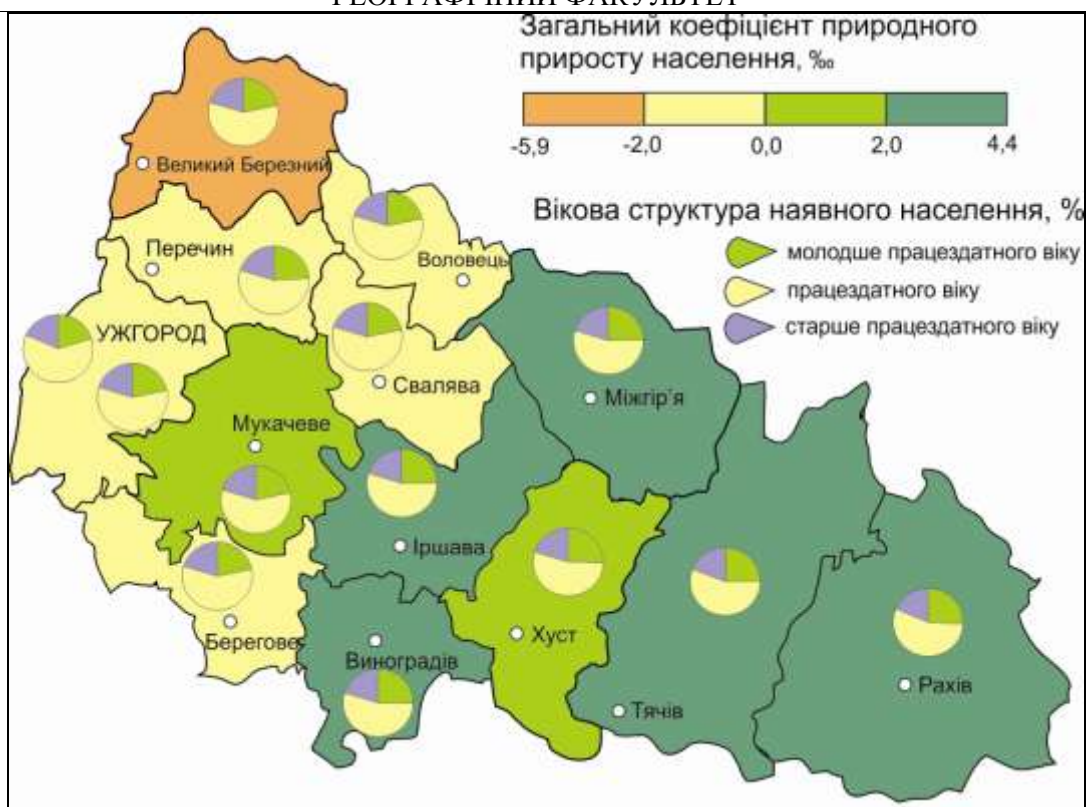 ГЕОГРАФІЧНИЙ ФАКУЛЬТЕТ
Загальний коефіцієнт природного
приросту населення, ‰
-5,9 -2,0 0,0 2,0 4,4
Вікова структура наявного населення, %
молодше працездатного віку
працездатного віку
старше працездатного віку
Великий Березний
Перечин
Воловець
УЖГОРОД
Свалява
Міжгір'я
Мукачеве
Іршава
Берегове
Виноградів
Хуст
Тячів
Рахів